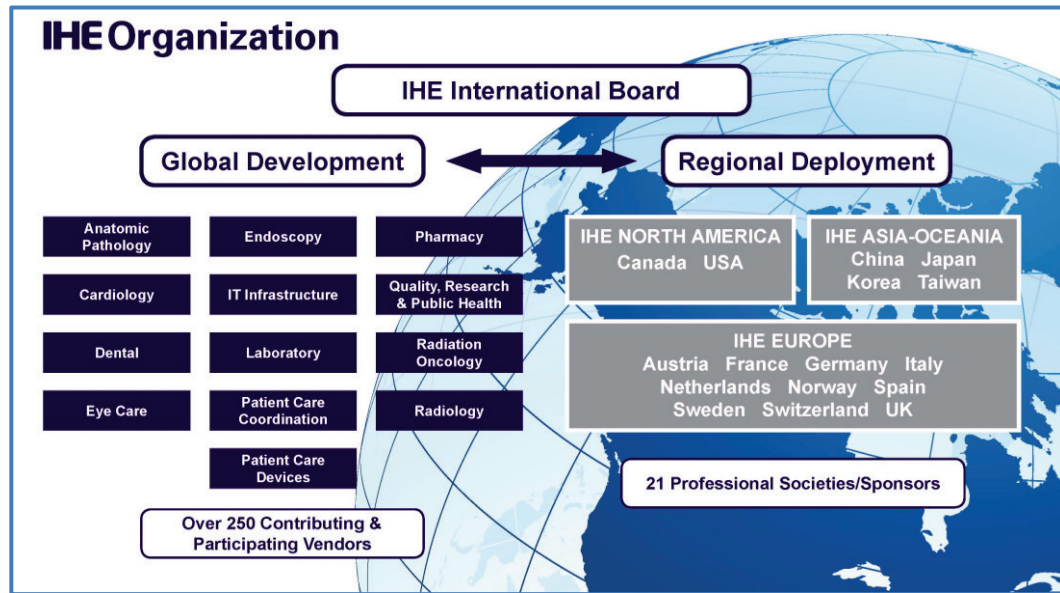 IHE Organization
IHE International Board
Global Development
Regional Deployment
Anatomic
Pathology
Endoscopy
Pharmacy
Cardiology
IT Infrastructure
Quality, Research
& Public Health
Dental
Laboratory
Radiation
Oncology
Eye Care
Patient Care
Coordination
Radiology
Patient Care
Devices
Over 250 Contributing &
Participating Vendors
IHE NORTH AMERICA
Canada USA
IHE ASIA-OCEANIA
China Japan
Korea Taiwan
IHE EUROPE
Austria France Germany Italy
Netherlands Norway Spain
Sweden Switzerland UK
21 Professional Societies/Sponsors